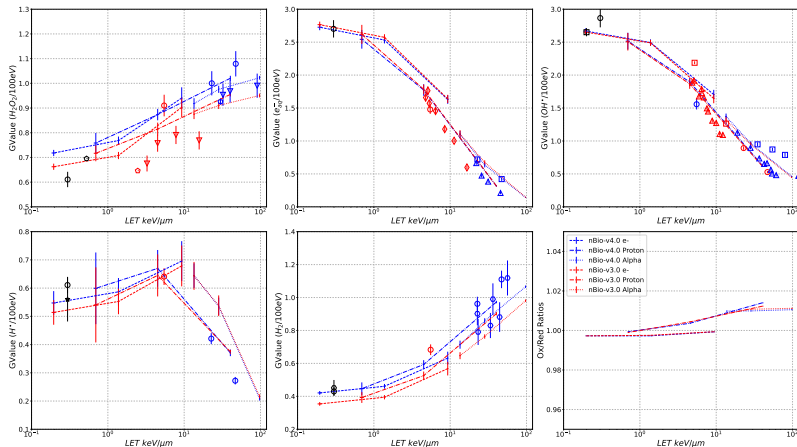 1.3
1.2
1.1
1.0
0.9
0.8
0.7
0.6
0.5
10⁻¹ 10⁰ 10¹ 10²
LET keV/μm
GValue (H₂O₂/100eV)
3.0
2.5
2.0
1.5
1.0
0.5
0.0
10⁻¹ 10⁰ 10¹ 10²
LET keV/μm
3.0
2.5
2.0
1.5
1.0
0.5
0.0
10⁻¹ 10⁰ 10¹ 10²
LET keV/μm
GValue (OH•/100eV)
0.8
0.7
0.6
0.5
0.4
0.3
0.2
0.1
10⁻¹ 10⁰ 10¹ 10²
LET keV/μm
GValue (H•/100eV)
1.4
1.2
1.0
0.8
0.6
0.4
0.2
0.0
10⁻¹ 10⁰ 10¹ 10²
LET keV/μm
GValue (H₂/100eV)
nBio-v4.0 e-
nBio-v4.0 Proton
nBio-v4.0 Alpha
nBio-v3.0 e-
nBio-v3.0 Proton
nBio-v3.0 Alpha
1.04
1.02
1.00
0.98
0.96
10⁻¹ 10⁰ 10¹ 10²
LET keV/μm
Ox/Red Ratios